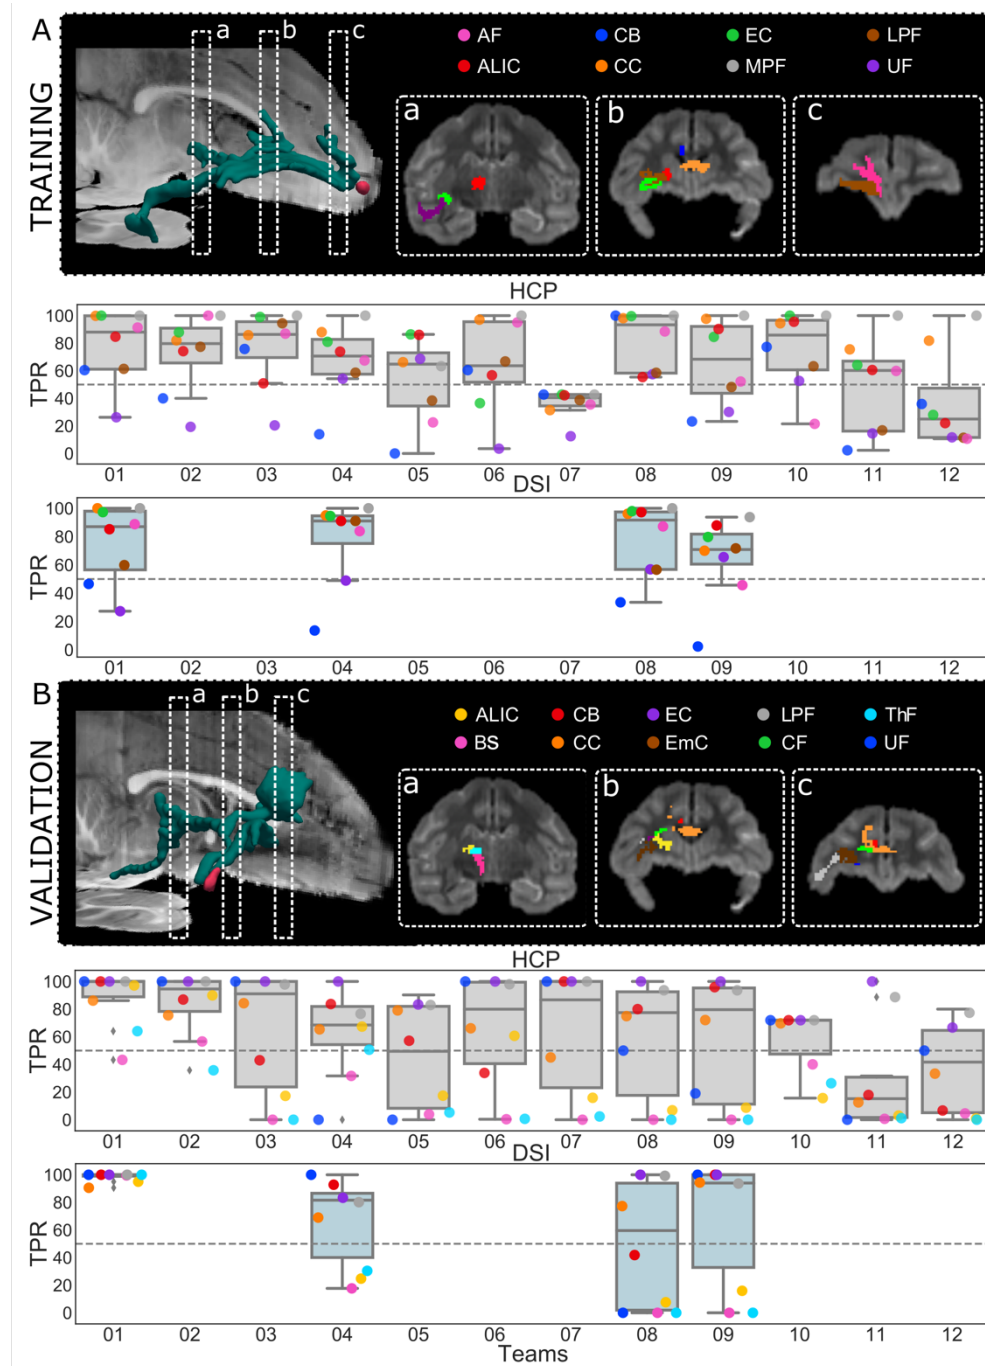 A
TRAINING
a b c
AF CB EC LPF
ALIC CC MPF UF
a b c
HCP
TPR
100
80
60
40
20
0
01 02 03 04 05 06 07 08 09 10 11 12
DSI
TPR
100
80
60
40
20
0
01 02 03 04 05 06 07 08 09 10 11 12
B
VALIDATION
a b c
ALIC CB EC LPF ThF
BS CC EmC CF UF
a b c
HCP
TPR
100
80
60
40
20
0
01 02 03 04 05 06 07 08 09 10 11 12
DSI
TPR
100
80
60
40
20
0
01 02 03 04 05 06 07 08 09 10 11 12
Teams